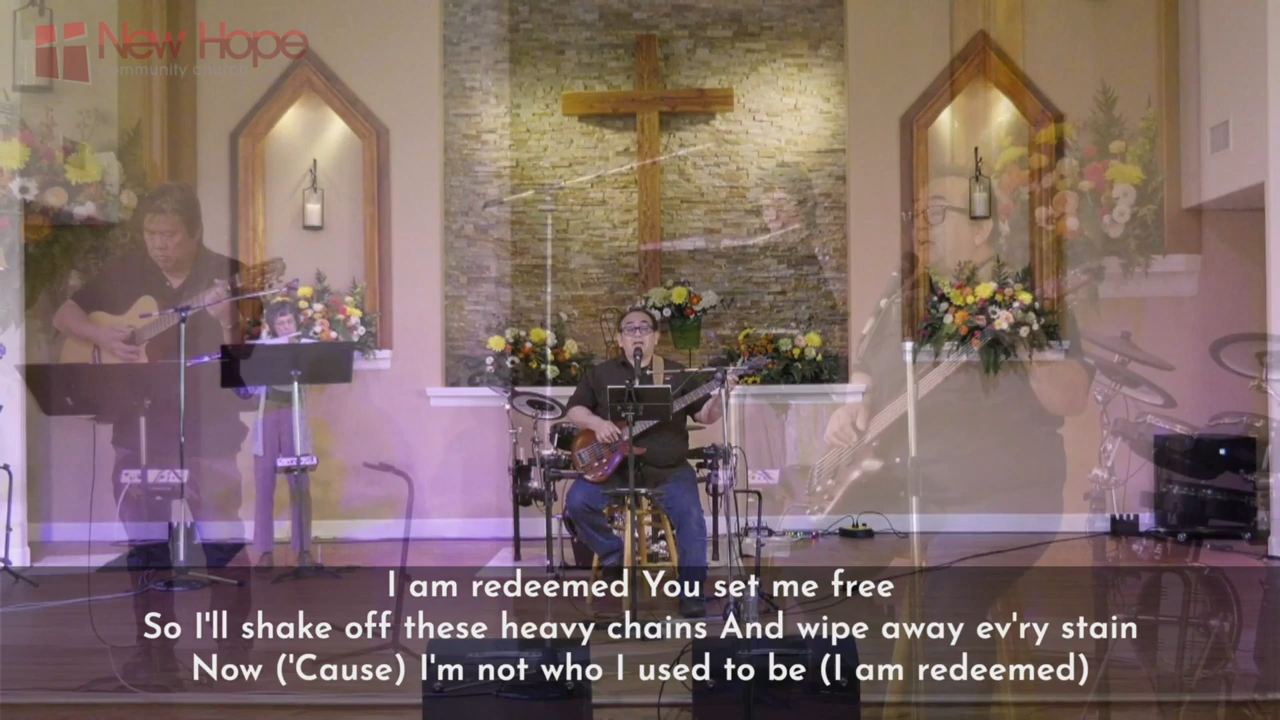 New Hope
community church
I am redeemed You set me free
So I'll shake off these heavy chains And wipe away ev'ry stain
Now ('Cause) I'm not who I used to be (I am redeemed)